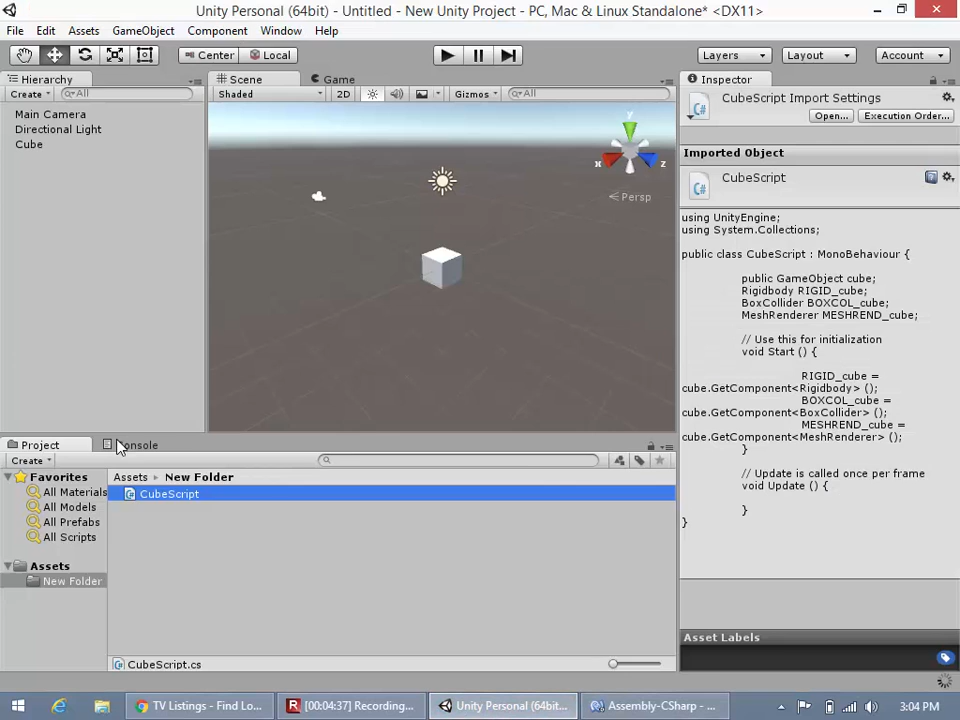 Unity Personal (64bit) - Untitled - New Unity Project - PC, Mac & Linux Standalone* <DX11>
File Edit Assets GameObject Component Window Help
Center Local Layers Layout Account
Hierarchy
Create All
Main Camera
Directional Light
Cube
Scene Game
Shaded 2D Gizmos All
Y
X Z
Persp
Inspector
CubeScript Import Settings
Open... Execution Order...
Imported Object
CubeScript
using UnityEngine;
using System.Collections;
public class CubeScript : MonoBehaviour {
public GameObject cube;
Rigidbody RIGID_cube;
BoxCollider BOXCOL_cube;
MeshRenderer MESHREND_cube;
// Use this for initialization
void Start () {
RIGID_cube =
cube.GetComponent<Rigidbody> ();
BOXCOL_cube =
cube.GetComponent<BoxCollider> ();
MESHREND_cube =
cube.GetComponent<MeshRenderer> ();
}
// Update is called once per frame
void Update () {
}
}
Asset Labels
Project Console
Create
Favorites
All Materials
All Models
All Prefabs
All Scripts
Assets
New Folder
Assets New Folder
CubeScript
CubeScript.cs
TV Listings - Find Lo... [00:04:37] Recording... Unity Personal (64bit... Assembly-CSharp - ... 3:04 PM